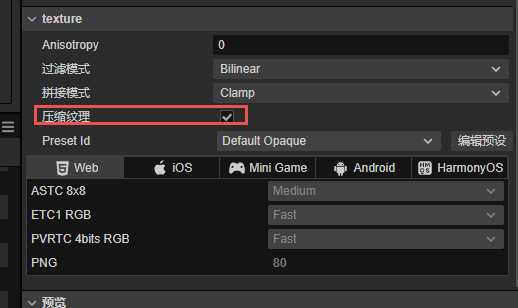 texture
Anisotropy 0
过滤模式 Bilinear
拼接模式 Clamp
压缩纹理
Preset Id Default Opaque 编辑预设
Web iOS Mini Game Android HarmonyOS
ASTC 8x8 Medium
ETC1 RGB Fast
PVRTC 4bits RGB Fast
PNG 80
预览